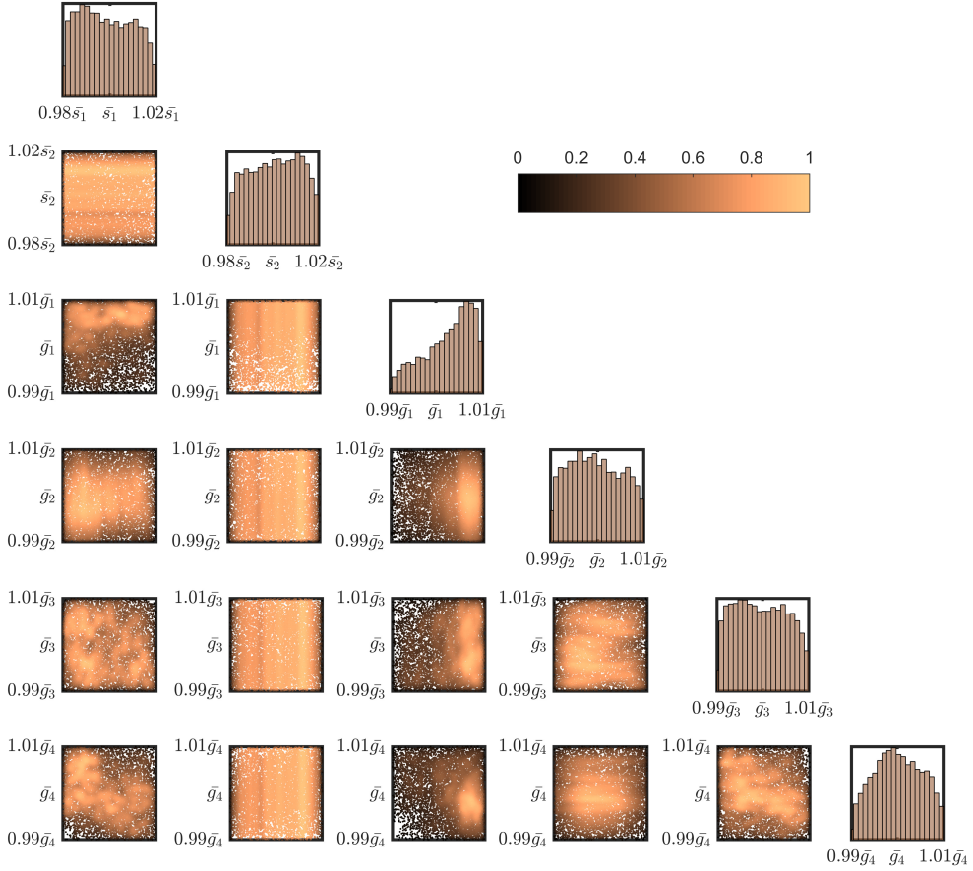 0.98s̄₁ s̄₁ 1.02s̄₁
0 0.2 0.4 0.6 0.8 1
1.02s̄₂
s̄₂
0.98s̄₂
0.98s̄₂ s̄₂ 1.02s̄₂
1.01ḡ₁ 1.01ḡ₁
ḡ₁ ḡ₁
0.99ḡ₁ 0.99ḡ₁
0.99ḡ₁ ḡ₁ 1.01ḡ₁
1.01ḡ₂ 1.01ḡ₂ 1.01ḡ₂
ḡ₂ ḡ₂ ḡ₂
0.99ḡ₂ 0.99ḡ₂ 0.99ḡ₂
0.99ḡ₂ ḡ₂ 1.01ḡ₂
1.01ḡ₃ 1.01ḡ₃ 1.01ḡ₃ 1.01ḡ₃
ḡ₃ ḡ₃ ḡ₃ ḡ₃
0.99ḡ₃ 0.99ḡ₃ 0.99ḡ₃ 0.99ḡ₃
0.99ḡ₃ ḡ₃ 1.01ḡ₃
1.01ḡ₄ 1.01ḡ₄ 1.01ḡ₄ 1.01ḡ₄ 1.01ḡ₄
ḡ₄ ḡ₄ ḡ₄ ḡ₄ ḡ₄
0.99ḡ₄ 0.99ḡ₄ 0.99ḡ₄ 0.99ḡ₄ 0.99ḡ₄
0.99ḡ₄ ḡ₄ 1.01ḡ₄